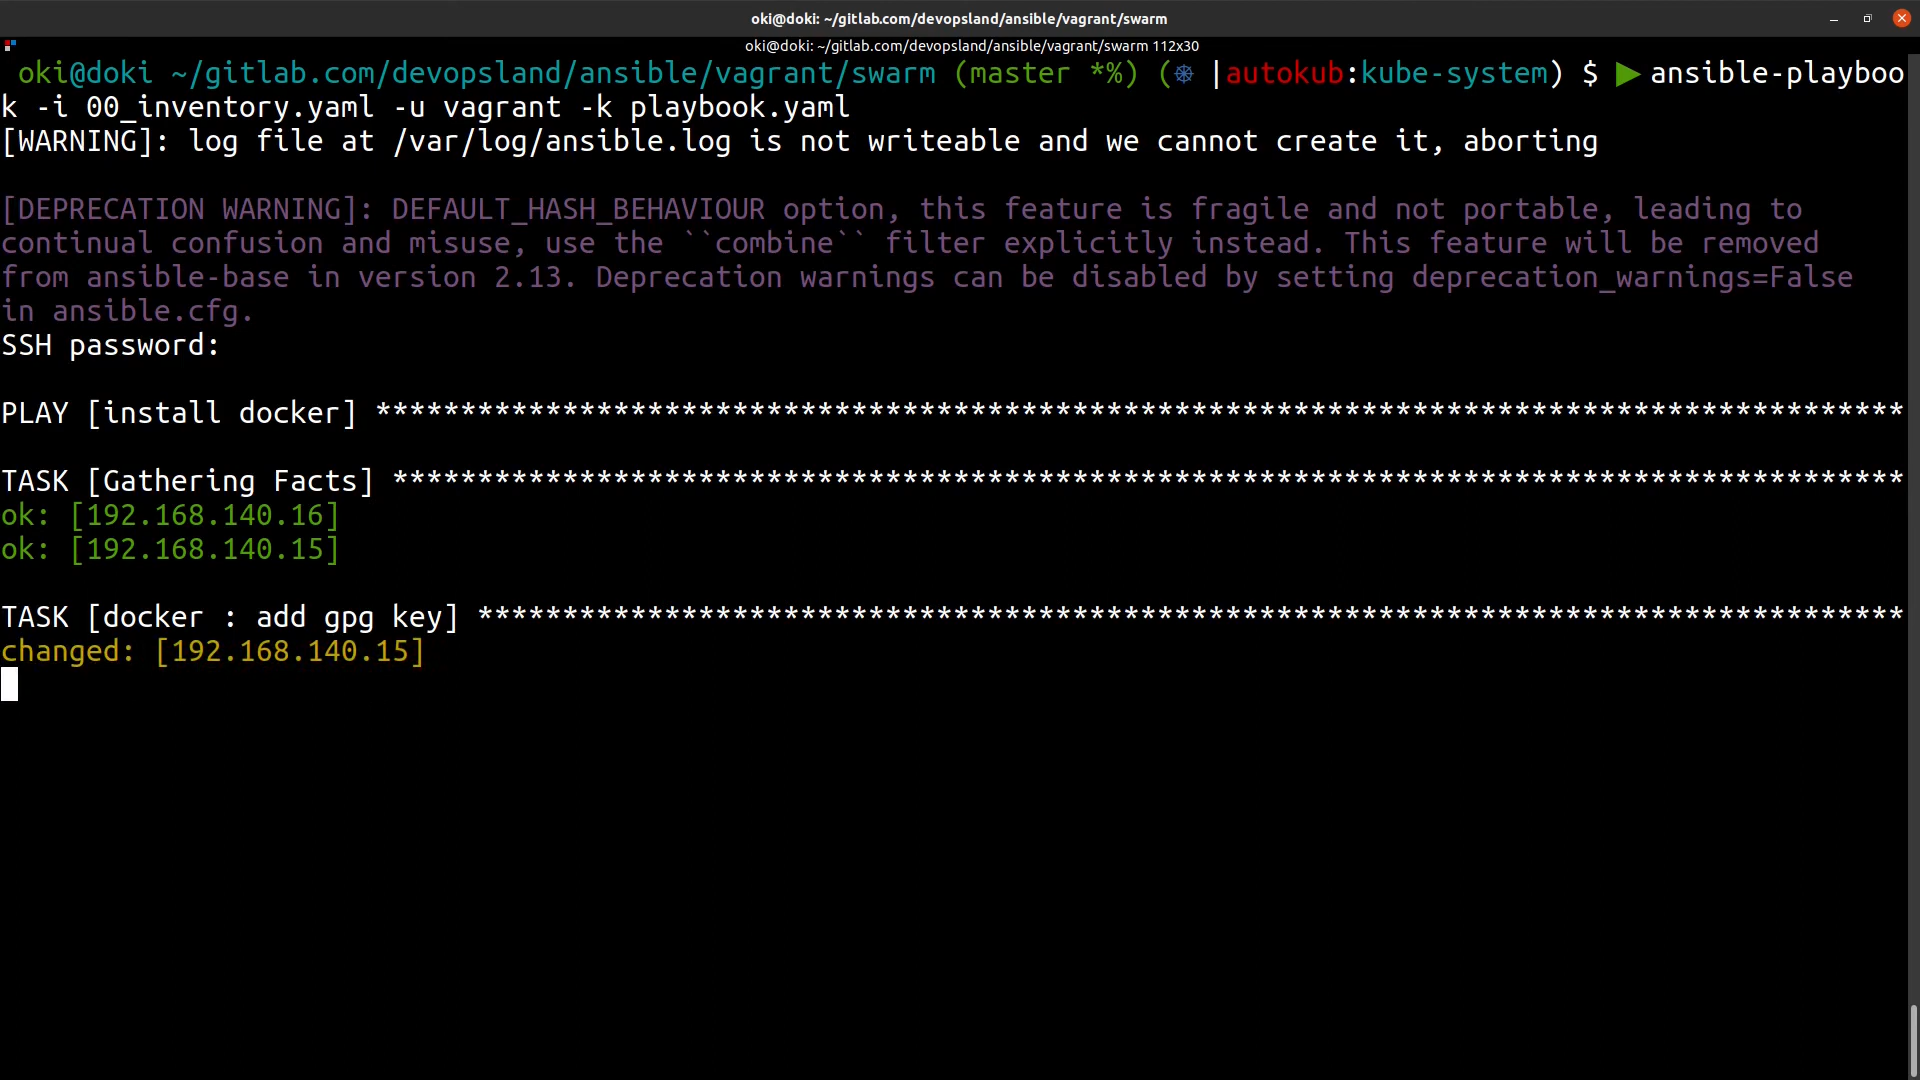 oki@doki: ~/gitlab.com/devopsland/ansible/vagrant/swarm
oki@doki: ~/gitlab.com/devopsland/ansible/vagrant/swarm 112x30
oki@doki ~/gitlab.com/devopsland/ansible/vagrant/swarm (master *%) (⎈ |autokub:kube-system) $ ▶ ansible-playboo
k -i 00_inventory.yaml -u vagrant -k playbook.yaml
[WARNING]: log file at /var/log/ansible.log is not writeable and we cannot create it, aborting
[DEPRECATION WARNING]: DEFAULT_HASH_BEHAVIOUR option, this feature is fragile and not portable, leading to
continual confusion and misuse, use the ``combine`` filter explicitly instead. This feature will be removed
from ansible-base in version 2.13. Deprecation warnings can be disabled by setting deprecation_warnings=False
in ansible.cfg.
SSH password:
PLAY [install docker] ******************************************************************************************
TASK [Gathering Facts] *****************************************************************************************
ok: [192.168.140.16]
ok: [192.168.140.15]
TASK [docker : add gpg key] ************************************************************************************
changed: [192.168.140.15]